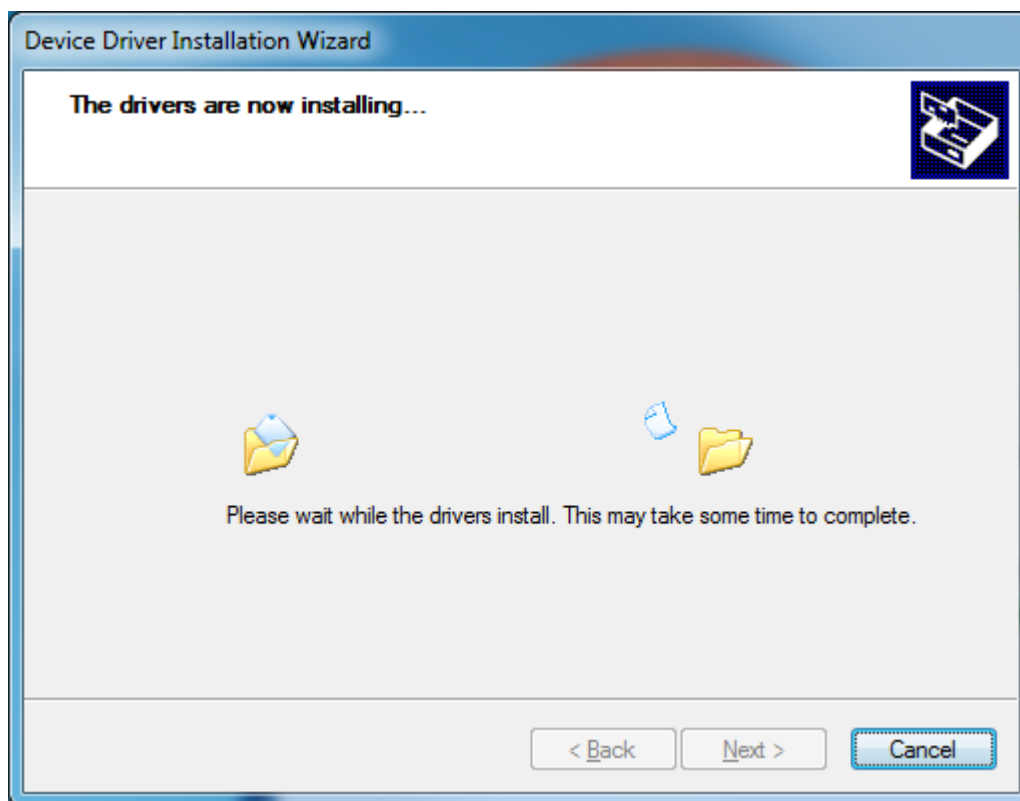 Device Driver Installation Wizard
The drivers are now installing...
Please wait while the drivers install. This may take some time to complete.
< Back
Next >
Cancel